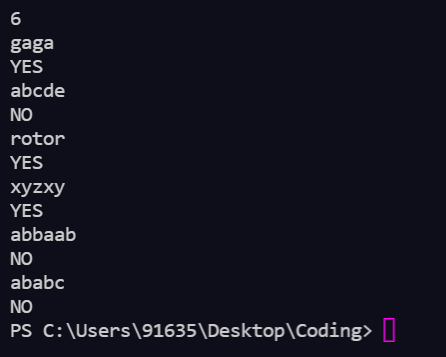 6
gaga
YES
abcde
NO
rotor
YES
xyzxy
YES
abbaab
NO
ababc
NO
PS C:\Users\91635\Desktop\Coding>